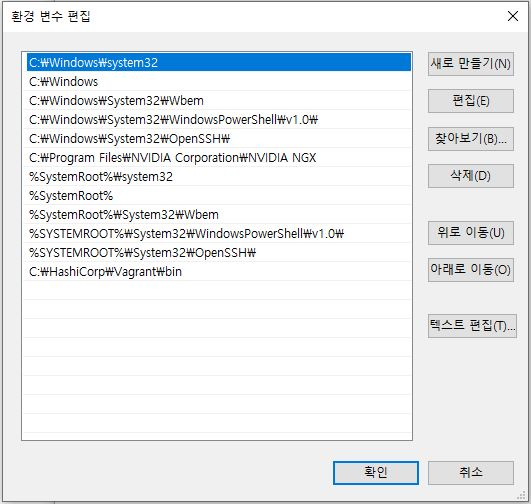 환경 변수 편집
C:₩Windows₩system32
C:₩Windows
C:₩Windows₩System32₩Wbem
C:₩Windows₩System32₩WindowsPowerShell₩v1.0₩
C:₩Windows₩System32₩OpenSSH₩
C:₩Program Files₩NVIDIA Corporation₩NVIDIA NGX
%SystemRoot%₩system32
%SystemRoot%
%SystemRoot%₩System32₩Wbem
%SYSTEMROOT%₩System32₩WindowsPowerShell₩v1.0₩
%SYSTEMROOT%₩System32₩OpenSSH₩
C:₩HashiCorp₩Vagrant₩bin
새로 만들기(N)
편집(E)
찾아보기(B)...
삭제(D)
위로 이동(U)
아래로 이동(O)
텍스트 편집(T)...
확인
취소